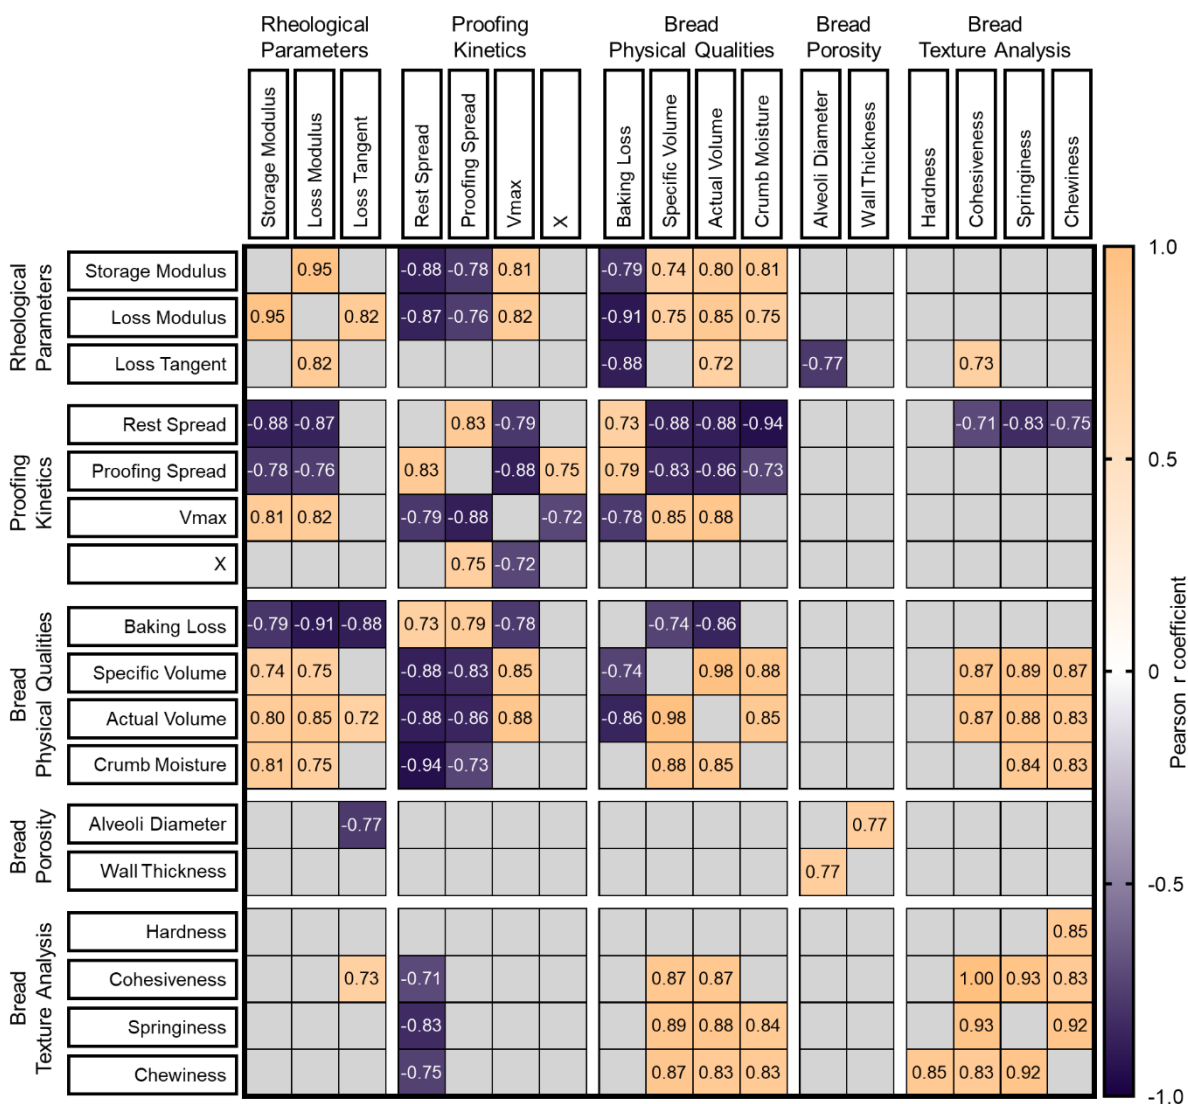 Rheological Parameters
Proofing Kinetics
Bread Physical Qualities
Bread Porosity
Bread Texture Analysis
Storage Modulus
Loss Modulus
Loss Tangent
Rest Spread
Proofing Spread
Vmax
X
Baking Loss
Specific Volume
Actual Volume
Crumb Moisture
Alveoli Diameter
Wall Thickness
Hardness
Cohesiveness
Springiness
Chewiness
Rheological Parameters
Storage Modulus 0.95 -0.88 -0.78 0.81 -0.79 0.74 0.80 0.81
Loss Modulus 0.95 0.82 -0.87 -0.76 0.82 -0.91 0.75 0.85 0.75
Loss Tangent 0.82 -0.88 0.72 -0.77 0.73
Proofing Kinetics
Rest Spread -0.88 -0.87 0.83 -0.79 0.73 -0.88 -0.88 -0.94 -0.71 -0.83 -0.75
Proofing Spread -0.78 -0.76 0.83 -0.88 0.75 0.79 -0.83 -0.86 -0.73
Vmax 0.81 0.82 -0.79 -0.88 -0.72 -0.78 0.85 0.88
X 0.75 -0.72
Bread Physical Qualities
Baking Loss -0.79 -0.91 -0.88 0.73 0.79 -0.78 -0.74 -0.86
Specific Volume 0.74 0.75 -0.88 -0.83 0.85 -0.74 0.98 0.88 0.87 0.89 0.87
Actual Volume 0.80 0.85 0.72 -0.88 -0.86 0.88 -0.86 0.98 0.85 0.87 0.88 0.83
Crumb Moisture 0.81 0.75 -0.94 -0.73 0.88 0.85 0.84 0.83
Bread Porosity
Alveoli Diameter -0.77 0.77
Wall Thickness 0.77
Bread Texture Analysis
Hardness 0.85
Cohesiveness 0.73 -0.71 0.87 0.87 1.00 0.93 0.83
Springiness -0.83 0.89 0.88 0.84 0.93 0.92
Chewiness -0.75 0.87 0.83 0.83 0.85 0.83 0.92
1.0
0.5
0
-0.5
-1.0
Pearson r coefficient